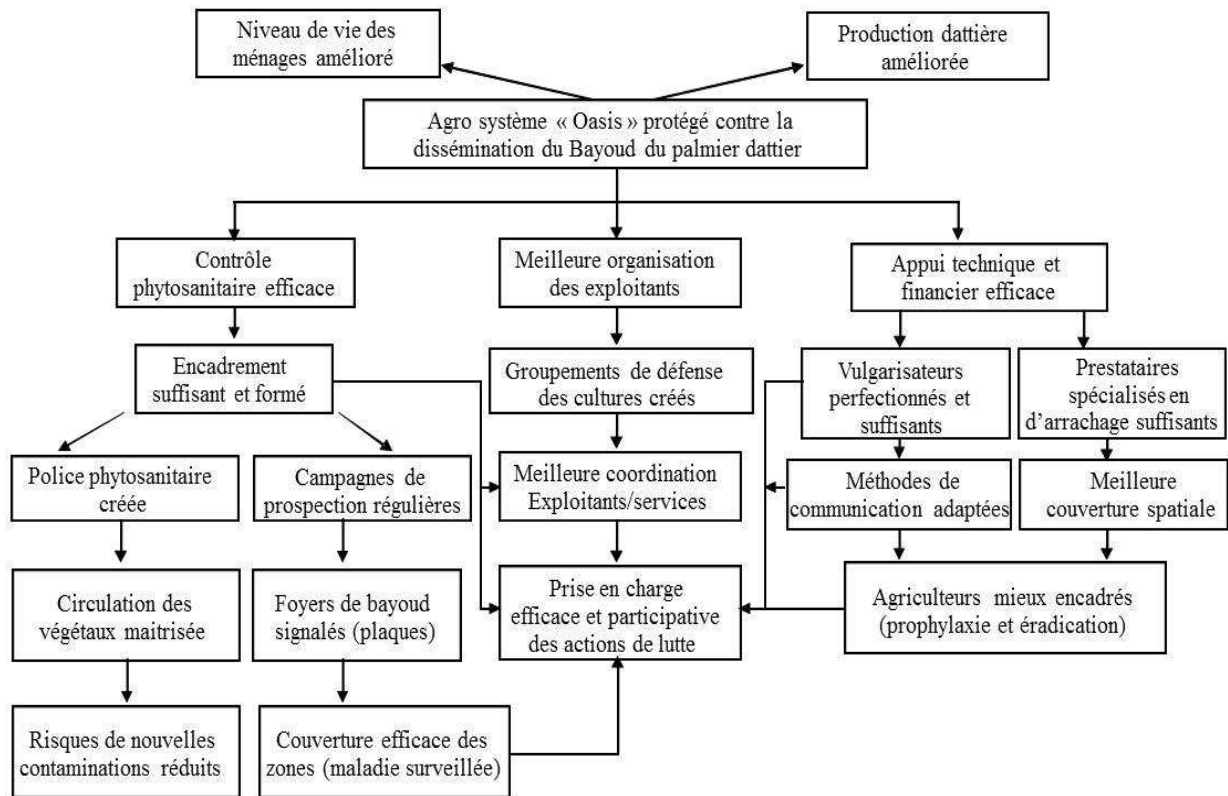 Niveau de vie des
ménages amélioré
Production dattière
améliorée
Agro système « Oasis » protégé contre la
dissémination du Bayoud du palmier dattier
Contrôle
phytosanitaire efficace
Meilleure organisation
des exploitants
Appui technique et
financier efficace
Encadrement
suffisant et formé
Groupements de défense
des cultures créés
Vulgarisateurs
perfectionnés et
suffisants
Prestataires
spécialisés en
d'arrachage suffisants
Police phytosanitaire
créée
Campagnes de
prospection régulières
Meilleure coordination
Exploitants/services
Méthodes de
communication adaptées
Meilleure
couverture spatiale
Circulation des
végétaux maitrisée
Foyers de bayoud
signalés (plaques)
Prise en charge
efficace et participative
des actions de lutte
Agriculteurs mieux encadrés
(prophylaxie et éradication)
Risques de nouvelles
contaminations réduits
Couverture efficace des
zones (maladie surveillée)